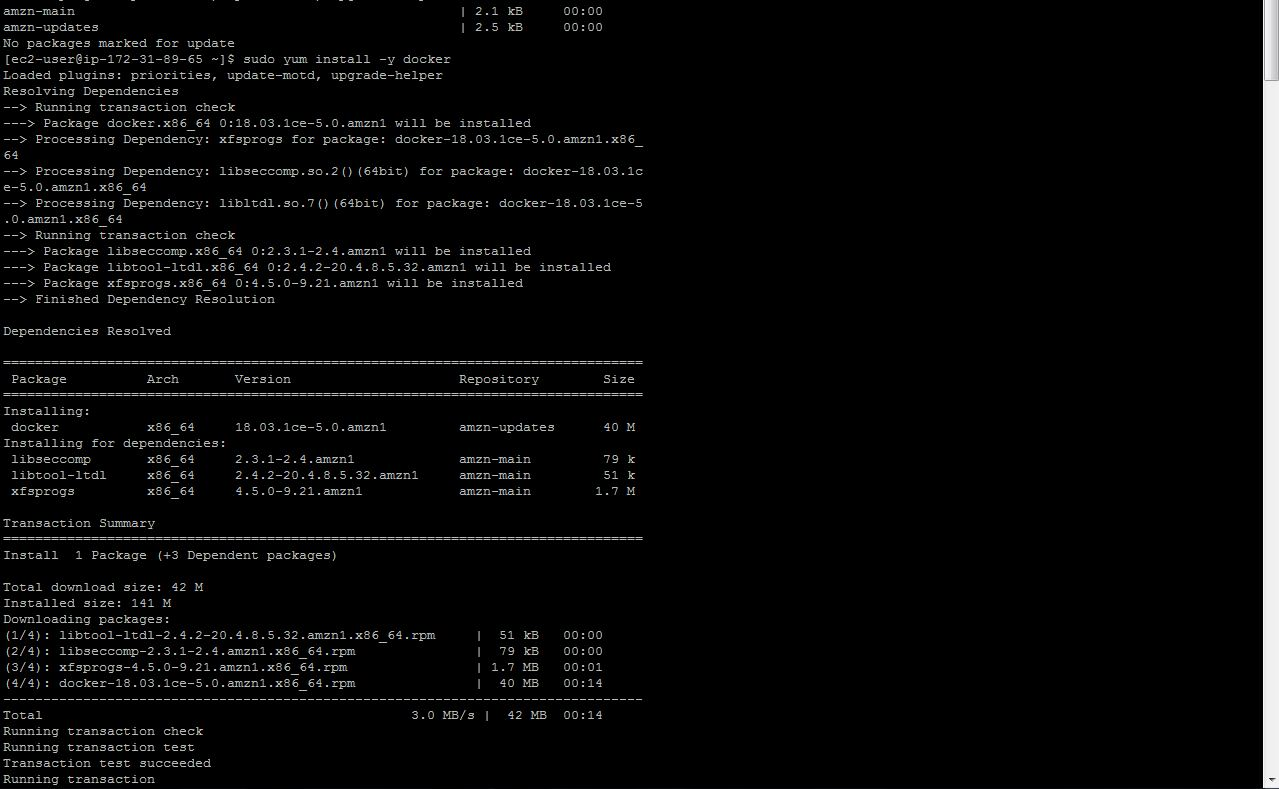 amzn-main | 2.1 kB 00:00
amzn-updates | 2.5 kB 00:00
No packages marked for update
[ec2-user@ip-172-31-89-65 ~]$ sudo yum install -y docker
Loaded plugins: priorities, update-motd, upgrade-helper
Resolving Dependencies
--> Running transaction check
---> Package docker.x86_64 0:18.03.1ce-5.0.amzn1 will be installed
--> Processing Dependency: xfsprogs for package: docker-18.03.1ce-5.0.amzn1.x86_
64
--> Processing Dependency: libseccomp.so.2()(64bit) for package: docker-18.03.1c
e-5.0.amzn1.x86_64
--> Processing Dependency: libltdl.so.7()(64bit) for package: docker-18.03.1ce-5
.0.amzn1.x86_64
--> Running transaction check
---> Package libseccomp.x86_64 0:2.3.1-2.4.amzn1 will be installed
---> Package libtool-ltdl.x86_64 0:2.4.2-20.4.8.5.32.amzn1 will be installed
---> Package xfsprogs.x86_64 0:4.5.0-9.21.amzn1 will be installed
--> Finished Dependency Resolution
Dependencies Resolved
================================================================================
Package Arch Version Repository Size
================================================================================
Installing:
docker x86_64 18.03.1ce-5.0.amzn1 amzn-updates 40 M
Installing for dependencies:
libseccomp x86_64 2.3.1-2.4.amzn1 amzn-main 79 k
libtool-ltdl x86_64 2.4.2-20.4.8.5.32.amzn1 amzn-main 51 k
xfsprogs x86_64 4.5.0-9.21.amzn1 amzn-main 1.7 M
Transaction Summary
================================================================================
Install 1 Package (+3 Dependent packages)
Total download size: 42 M
Installed size: 141 M
Downloading packages:
(1/4): libtool-ltdl-2.4.2-20.4.8.5.32.amzn1.x86_64.rpm | 51 kB 00:00
(2/4): libseccomp-2.3.1-2.4.amzn1.x86_64.rpm | 79 kB 00:00
(3/4): xfsprogs-4.5.0-9.21.amzn1.x86_64.rpm | 1.7 MB 00:01
(4/4): docker-18.03.1ce-5.0.amzn1.x86_64.rpm | 40 MB 00:14
--------------------------------------------------------------------------------
Total 3.0 MB/s | 42 MB 00:14
Running transaction check
Running transaction test
Transaction test succeeded
Running transaction